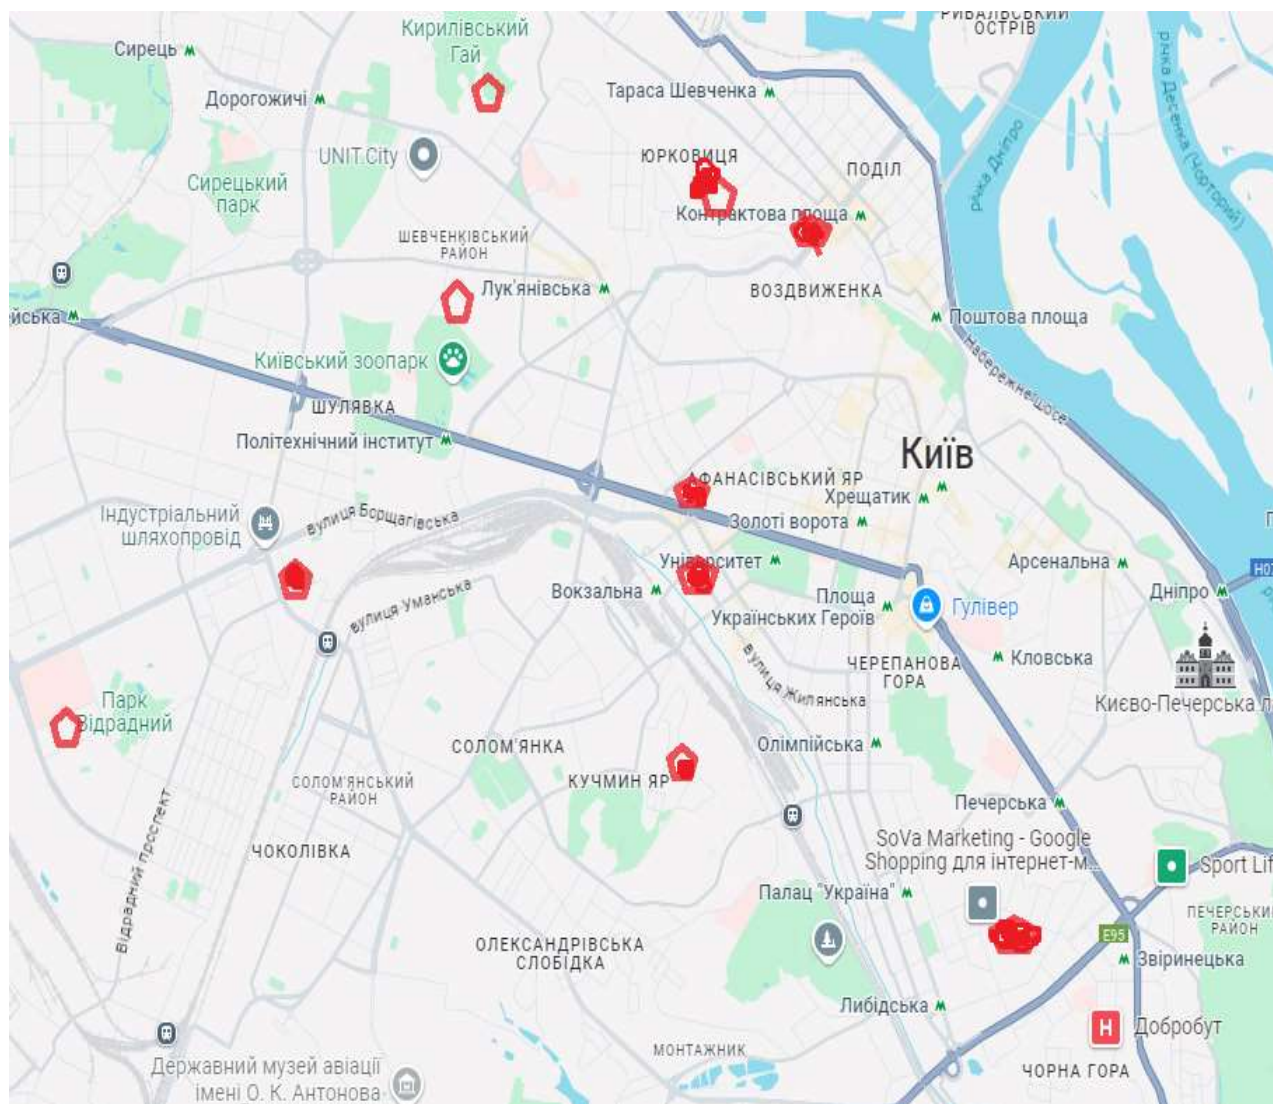 РИБАЛЬСЬКИЙ
ОСТРІВ
Кирилівський
Гай
Сирець
Тараса Шевченка
Дорогожичі
річка Десенка (Чорторий)
річка Дніпро
UNIT.City
ЮРКОВИЦЯ
ПОДІЛ
Сирецький
парк
Контрактова площа
ШЕВЧЕНКІВСЬКИЙ
РАЙОН
Лук'янівська
ВОЗДВИЖЕНКА
ейська
Поштова площа
Набережне шосе
Київський зоопарк
ШУЛЯВКА
Політехнічний інститут
Київ
АФАНАСІВСЬКИЙ ЯР
Хрещатик
Індустріальний
шляхопровід
вулиця Борщагівська
Золоті ворота
Університет
Арсенальна
H07
Вокзальна
Дніпро
вулиця Уманська
Площа
Українських Героїв
Гулівер
Кловська
ЧЕРЕПАНОВА
ГОРА
вулиця Жилянська
Києво-Печерська л
Парк
Відрадний
СОЛОМ'ЯНКА
Олімпійська
КУЧМИН ЯР
СОЛОМ'ЯНСЬКИЙ
РАЙОН
Печерська
Відрадний проспект
ЧОКОЛІВКА
SoVa Marketing - Google
Shopping для інтернет-м...
Sport Lif
Палац "Україна"
ПЕЧЕРСЬКИ
РАЙОН
E95
ОЛЕКСАНДРІВСЬКА
СЛОБІДКА
Звіринецька
Либідська
H
Добробут
МОНТАЖНИК
Державний музей авіації
імені О. К. Антонова
ЧОРНА ГОРА